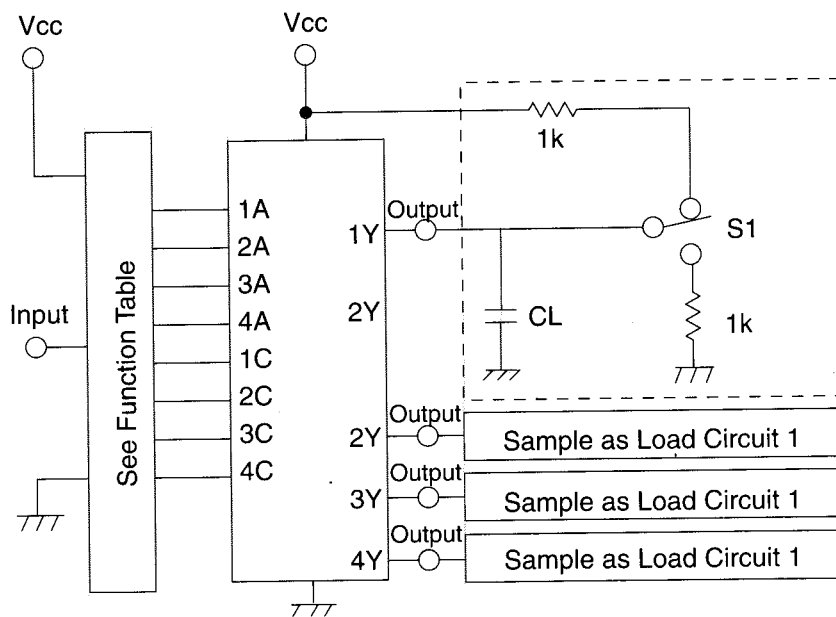 Vcc
Vcc
1k
1A
2A
3A
4A
1C
2C
3C
4C
Input
See Function Table
1Y
Output
S1
2Y
CL
1k
2Y
Output
Sample as Load Circuit 1
3Y
Output
Sample as Load Circuit 1
4Y
Output
Sample as Load Circuit 1